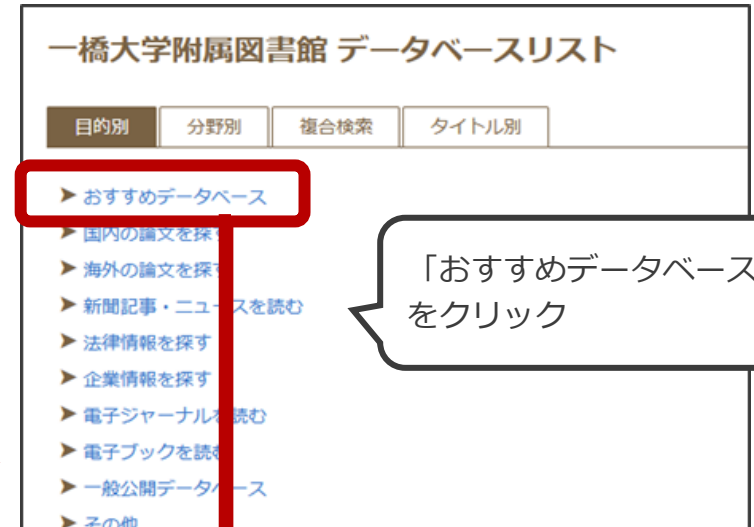 一橋大学附属図書館 データベースリスト
目的別 分野別 複合検索 タイトル別
➤ おすすめデータベース
➤ 国内の論文を探す
➤ 海外の論文を探す
➤ 新聞記事・ニュースを読む
➤ 法律情報を探す
➤ 企業情報を探す
➤ 電子ジャーナルを読む
➤ 電子ブックを読む
➤ 一般公開データベース
➤ その他
「おすすめデータベース
をクリック